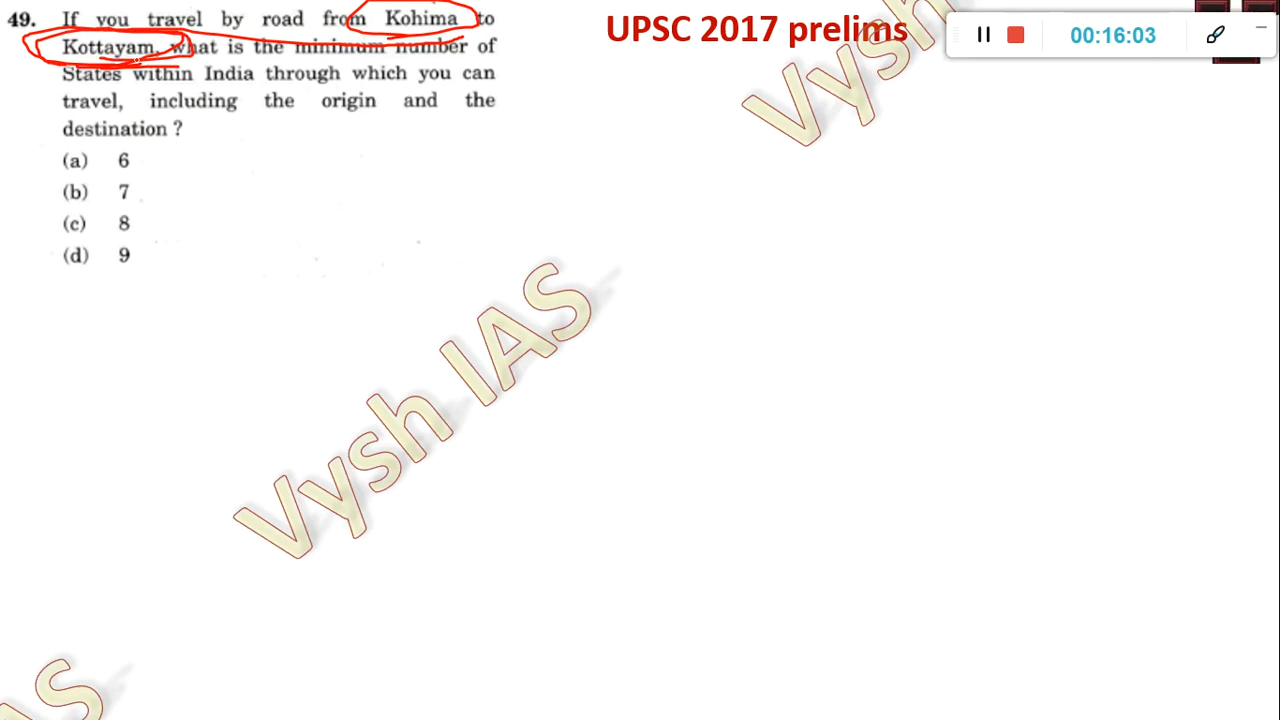 49. If you travel by road from Kohima to
Kottayam, what is the minimum number of
States within India through which you can
travel, including the origin and the
destination ?
(a) 6
(b) 7
(c) 8
(d) 9
UPSC 2017 prelims
00:16:03
Vysh
Vysh IAS
AS